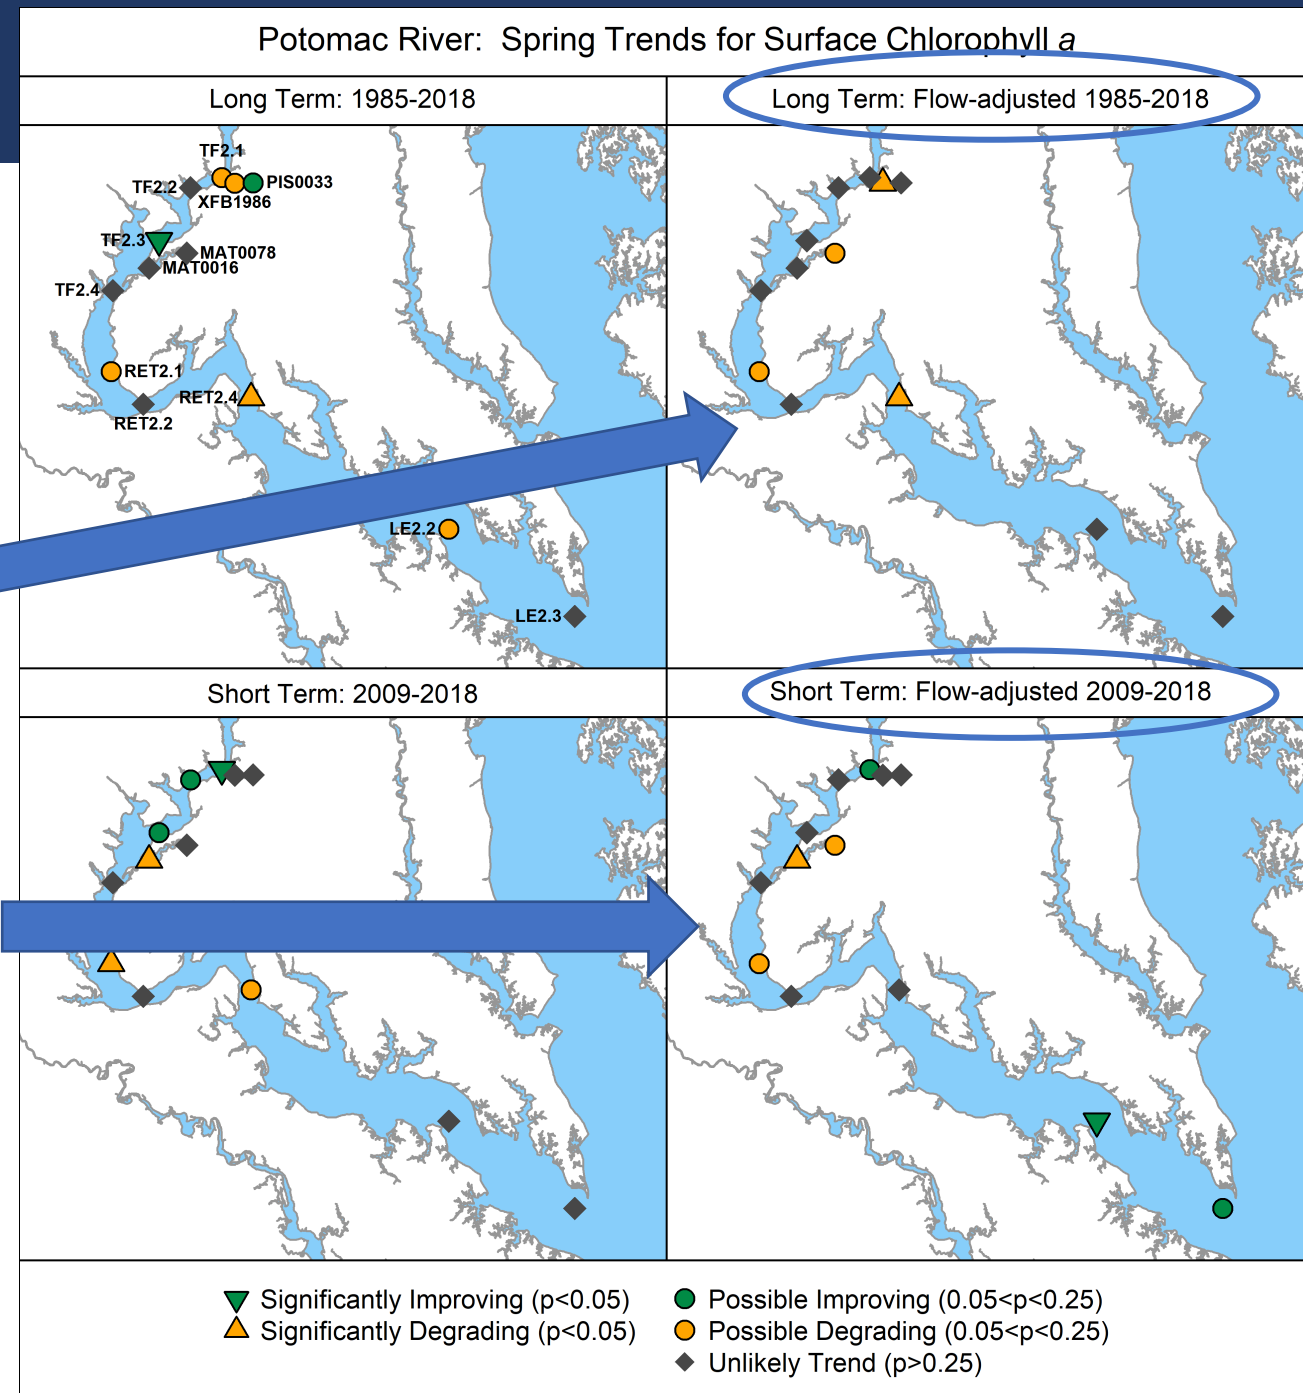 Potomac River: Spring Trends for Surface Chlorophyll a
Long Term: 1985-2018
Long Term: Flow-adjusted 1985-2018
TF2.1
TF2.2
PIS0033
XFB1986
TF2.3
MAT0078
MAT0016
TF2.4
RET2.1
RET2.4
RET2.2
LE2.2
LE2.3
Short Term: 2009-2018
Short Term: Flow-adjusted 2009-2018
Significantly Improving (p<0.05)
Possible Improving (0.05<p<0.25)
Significantly Degrading (p<0.05)
Possible Degrading (0.05<p<0.25)
Unlikely Trend (p>0.25)